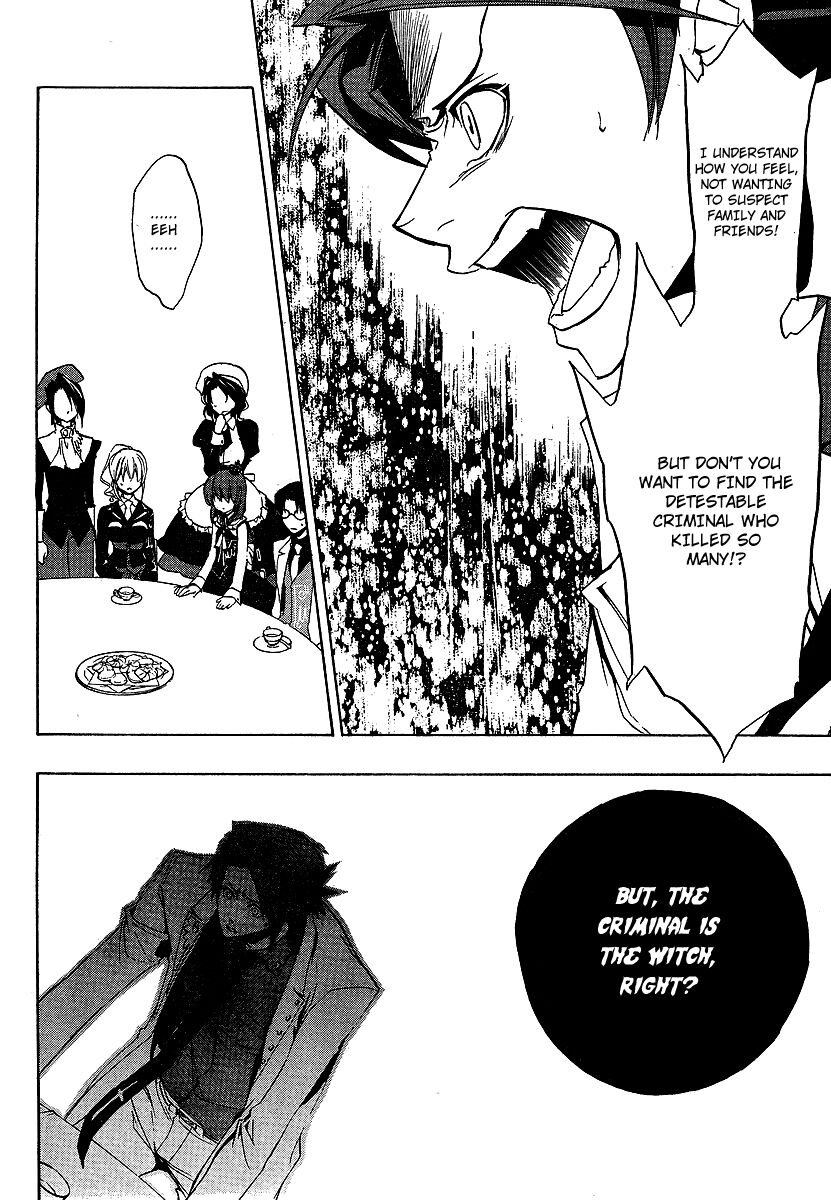 I UNDERSTAND
HOW YOU FEEL,
NOT WANTING
TO SUSPECT
FAMILY AND
FRIENDS!
BUT DON'T YOU
WANT TO FIND THE
DETESTABLE
CRIMINAL WHO
KILLED SO
MANY!?
......
EEH
......
BUT, THE
CRIMINAL IS
THE WITCH,
RIGHT?